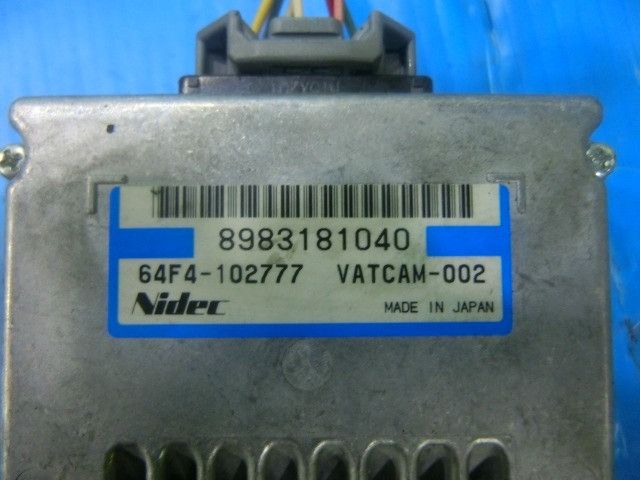 8983181040
64F4-102777 VATCAM-002
Nidec MADE IN JAPAN